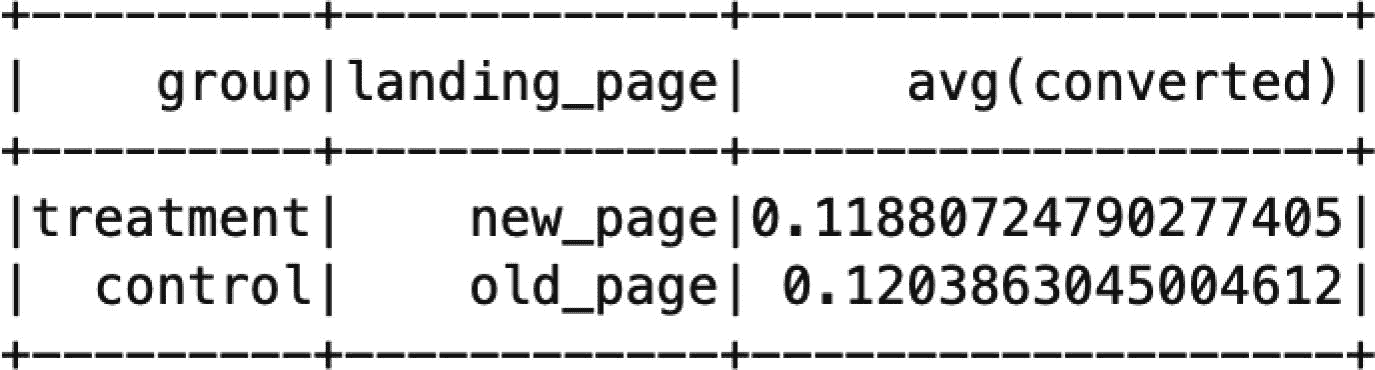 +---------+------------+-------------------+
|    group|landing_page|     avg(converted)|
+---------+------------+-------------------+
|treatment|    new_page|0.11880724790277405|
|  control|    old_page| 0.1203863045004612|
+---------+------------+-------------------+